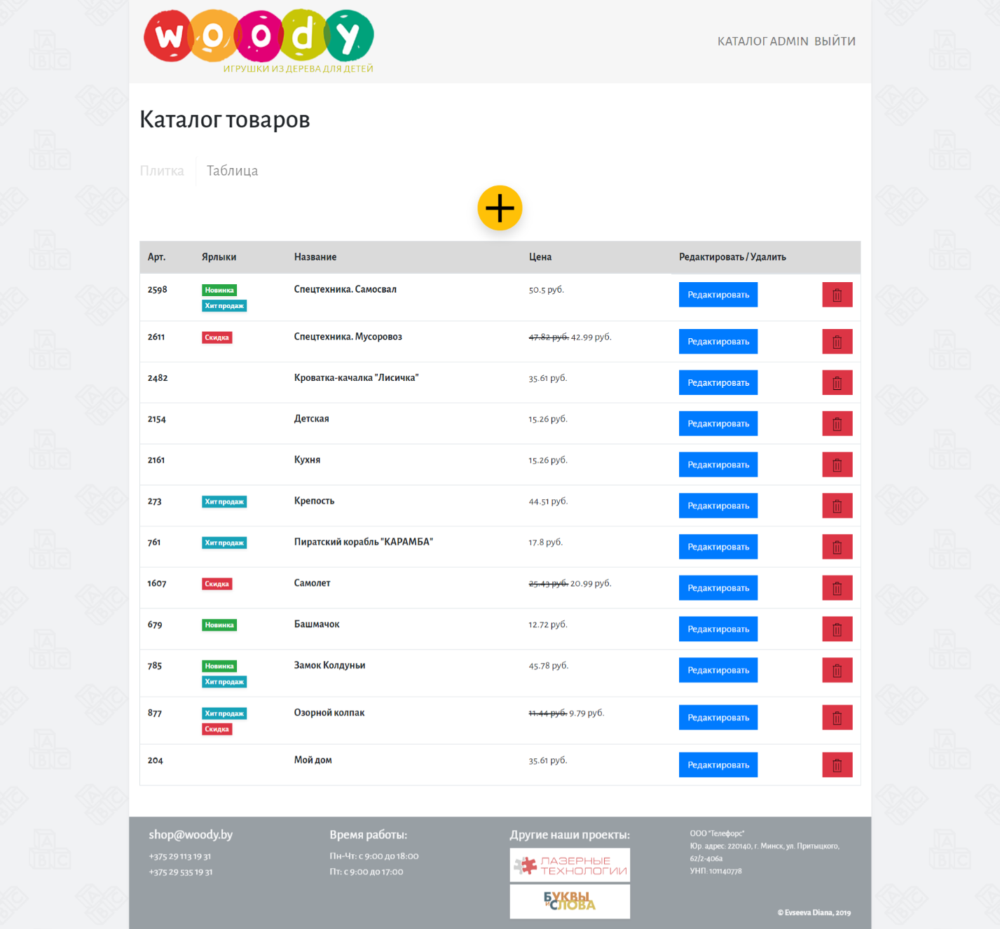 woody
ИГРУШКИ ИЗ ДЕРЕВА ДЛЯ ДЕТЕЙ
КАТАЛОГ ADMIN ВЫЙТИ
Каталог товаров
Плитка Таблица
Арт. Ярлыки Название Цена Редактировать / Удалить
2598 Новинка Спецтехника. Самосвал 50.5 руб. Редактировать
Хит продаж
2611 Скидка Спецтехника. Мусоровоз 47.82 руб. 42.99 руб. Редактировать
2482 Кроватка-качалка "Лисичка" 35.61 руб. Редактировать
2154 Детская 15.26 руб. Редактировать
2161 Кухня 15.26 руб. Редактировать
273 Хит продаж Крепость 44.51 руб. Редактировать
761 Хит продаж Пиратский корабль "КАРАМБА" 17.8 руб. Редактировать
1607 Скидка Самолет 25.43 руб. 20.99 руб. Редактировать
679 Новинка Башмачок 12.72 руб. Редактировать
785 Новинка Замок Колдуньи 45.78 руб. Редактировать
Хит продаж
877 Хит продаж Озорной колпак 11.44 руб. 9.79 руб. Редактировать
Скидка
204 Мой дом 35.61 руб. Редактировать
shop@woody.by
+375 29 113 19 31
+375 29 535 19 31
Время работы:
Пн-Чт: с 9:00 до 18:00
Пт: с 9:00 до 17:00
Другие наши проекты:
ЛАЗЕРНЫЕ
ТЕХНОЛОГИИ
БУКВЫ
И СЛОВА
ООО "Телефорс"
Юр. адрес: 220140, г. Минск, ул. Притыцкого,
62/2-406а
УНП: 101140778
© Evseeva Diana, 2019